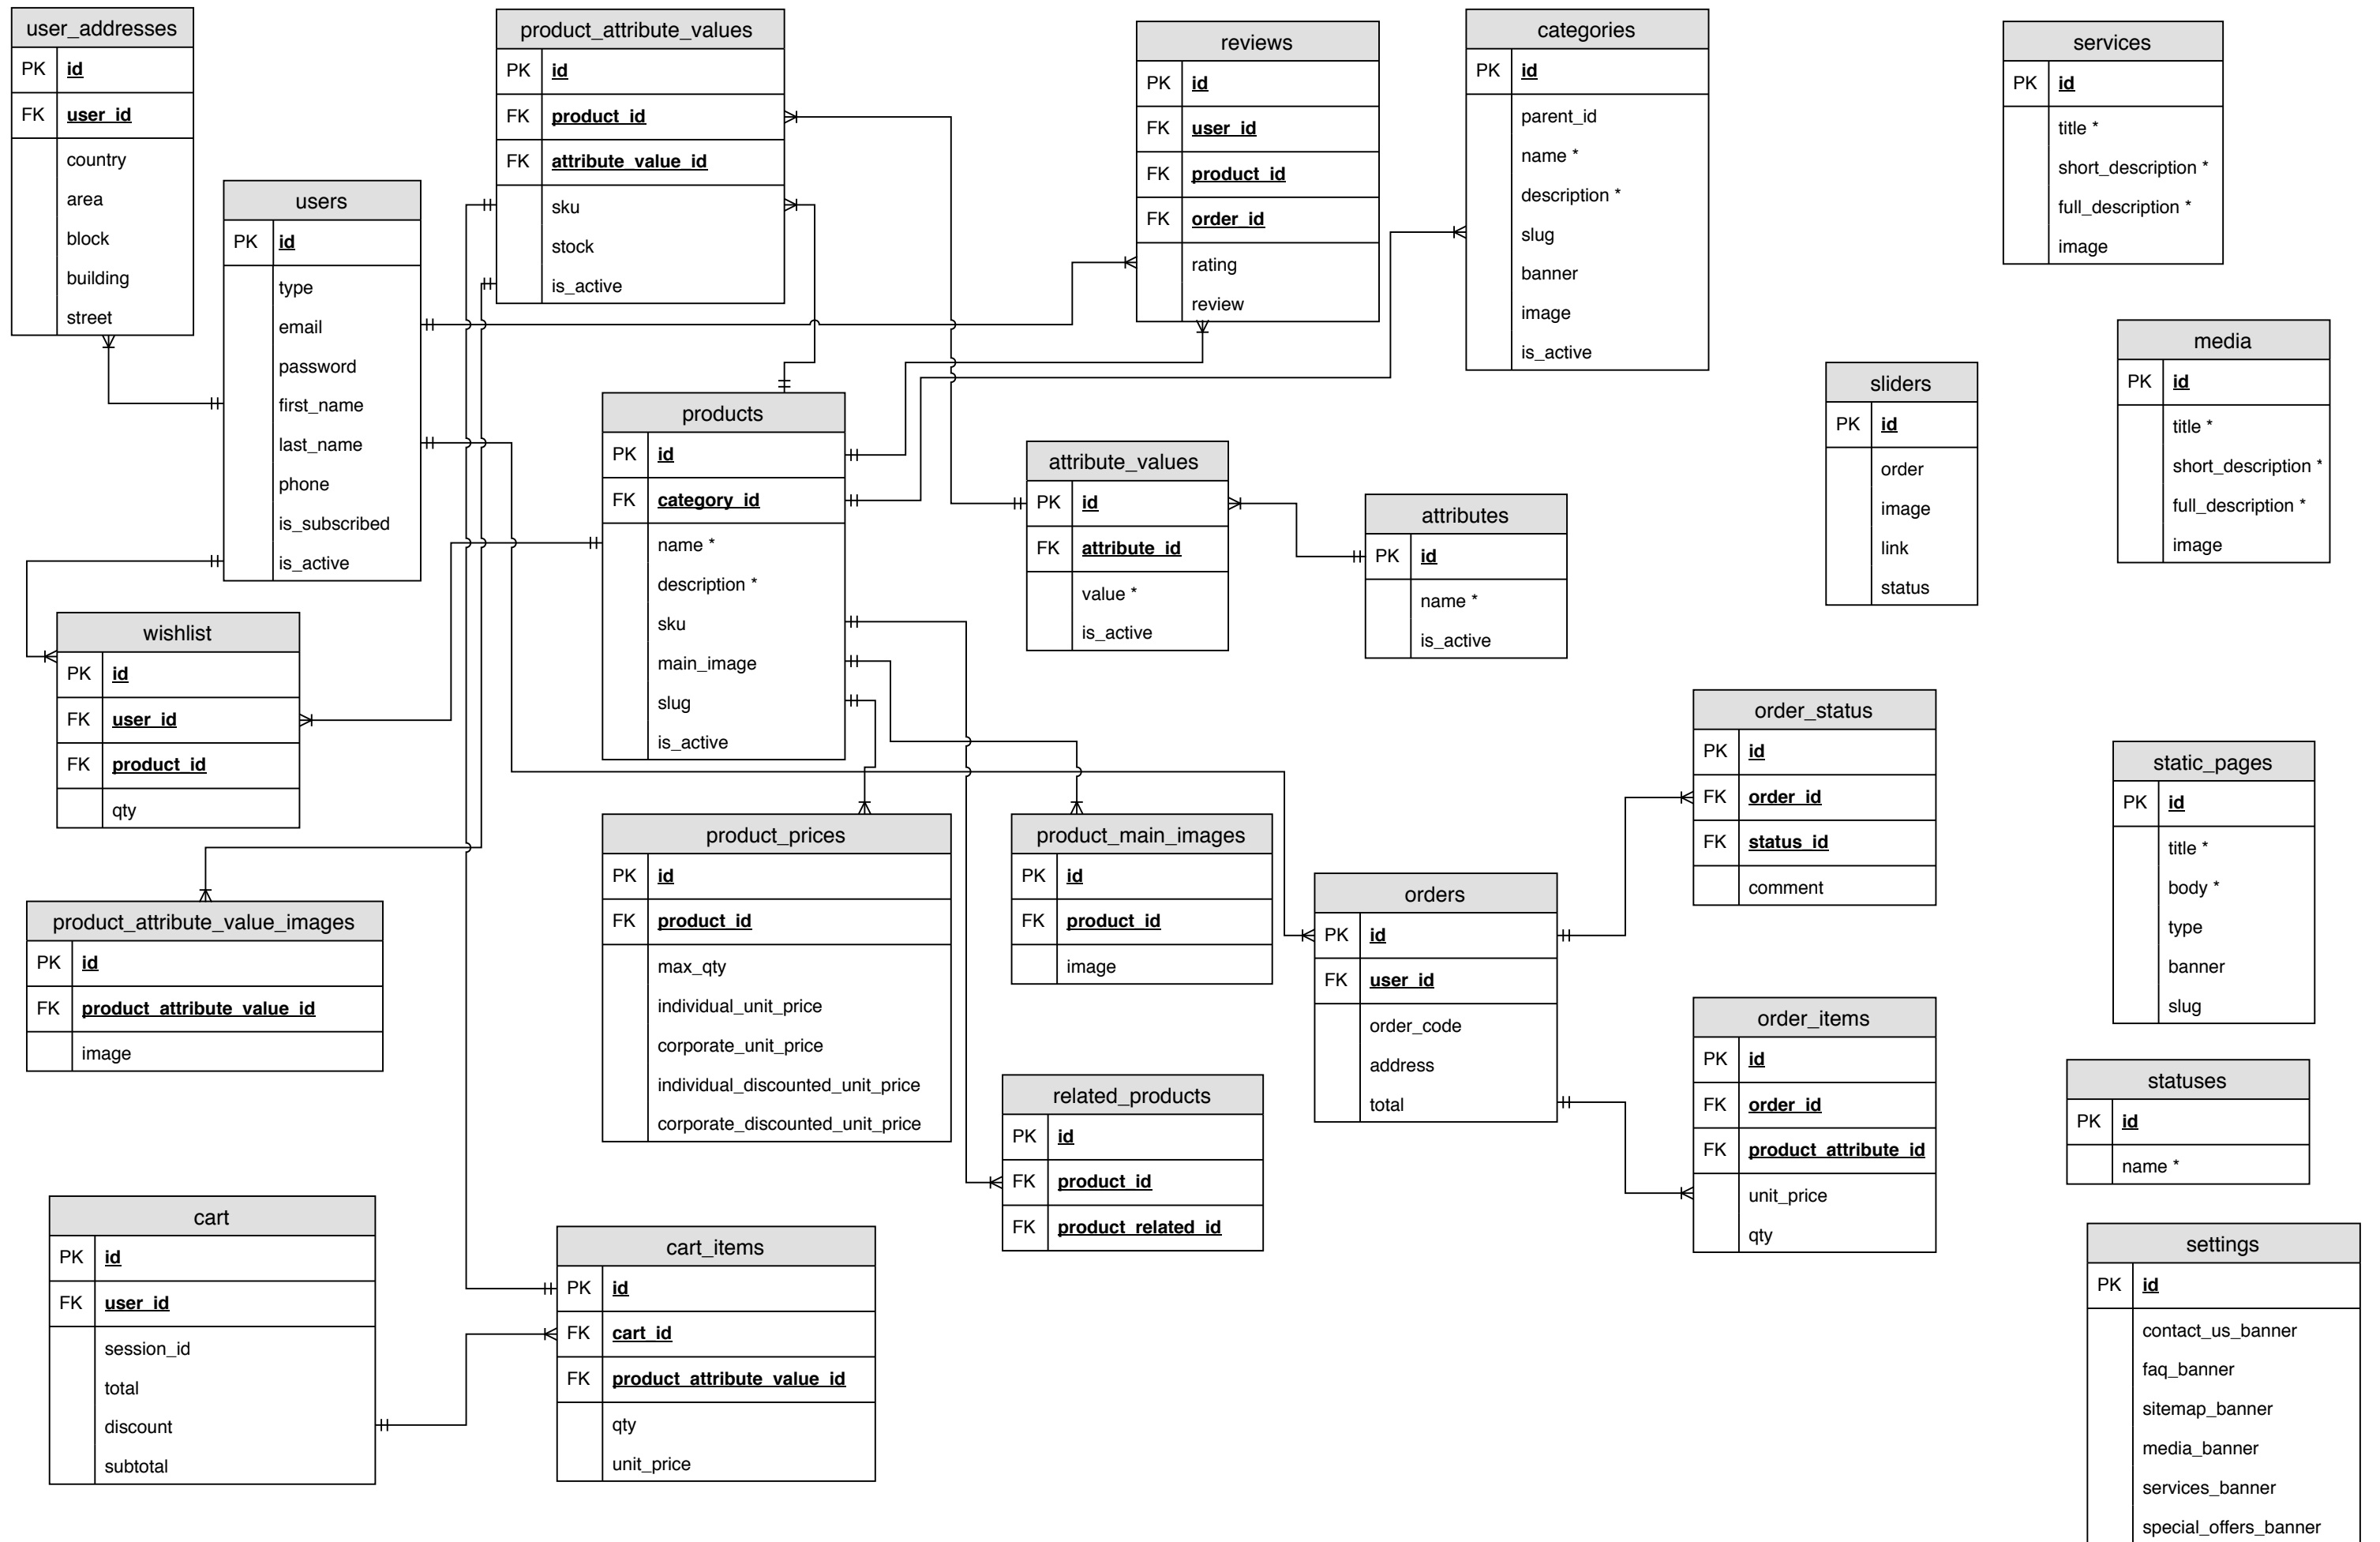 user_addresses
PK id
FK user_id
country
area
block
building
street
users
PK id
type
email
password
first_name
last_name
phone
is_subscribed
is_active
wishlist
PK id
FK user_id
FK product_id
qty
product_attribute_value_images
PK id
FK product_attribute_value_id
image
cart
PK id
FK user_id
session_id
total
discount
subtotal
product_attribute_values
PK id
FK product_id
FK attribute_value_id
sku
stock
is_active
products
PK id
FK category_id
name *
description *
sku
main_image
slug
is_active
product_prices
PK id
FK product_id
max_qty
individual_unit_price
corporate_unit_price
individual_discounted_unit_price
corporate_discounted_unit_price
cart_items
PK id
FK cart_id
FK product_attribute_value_id
qty
unit_price
reviews
PK id
FK user_id
FK product_id
FK order_id
rating
review
attribute_values
PK id
FK attribute_id
value *
is_active
product_main_images
PK id
FK product_id
image
related_products
PK id
FK product_id
FK product_related_id
categories
PK id
parent_id
name *
description *
slug
banner
image
is_active
attributes
PK id
name *
is_active
orders
PK id
FK user_id
order_code
address
total
order_status
PK id
FK order_id
FK status_id
comment
order_items
PK id
FK order_id
FK product_attribute_id
unit_price
qty
services
PK id
title *
short_description *
full_description *
image
sliders
PK id
order
image
link
status
media
PK id
title *
short_description *
full_description *
image
static_pages
PK id
title *
body *
type
banner
slug
statuses
PK id
name *
settings
PK id
contact_us_banner
faq_banner
sitemap_banner
media_banner
services_banner
special_offers_banner